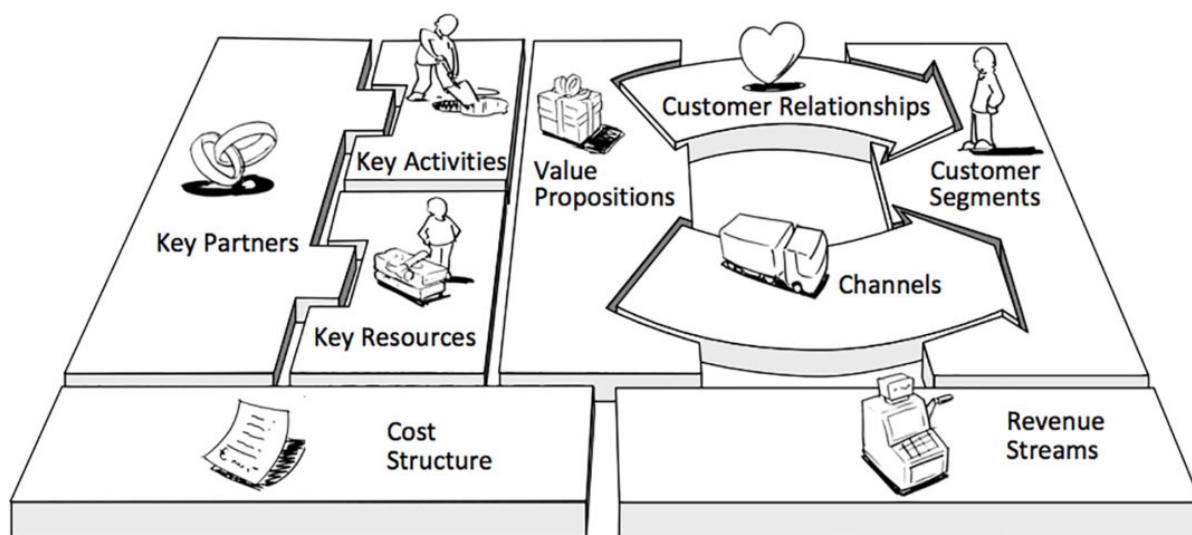 Key Partners
Key Activities
Key Resources
Value
Propositions
Customer Relationships
Channels
Customer
Segments
Cost
Structure
Revenue
Streams